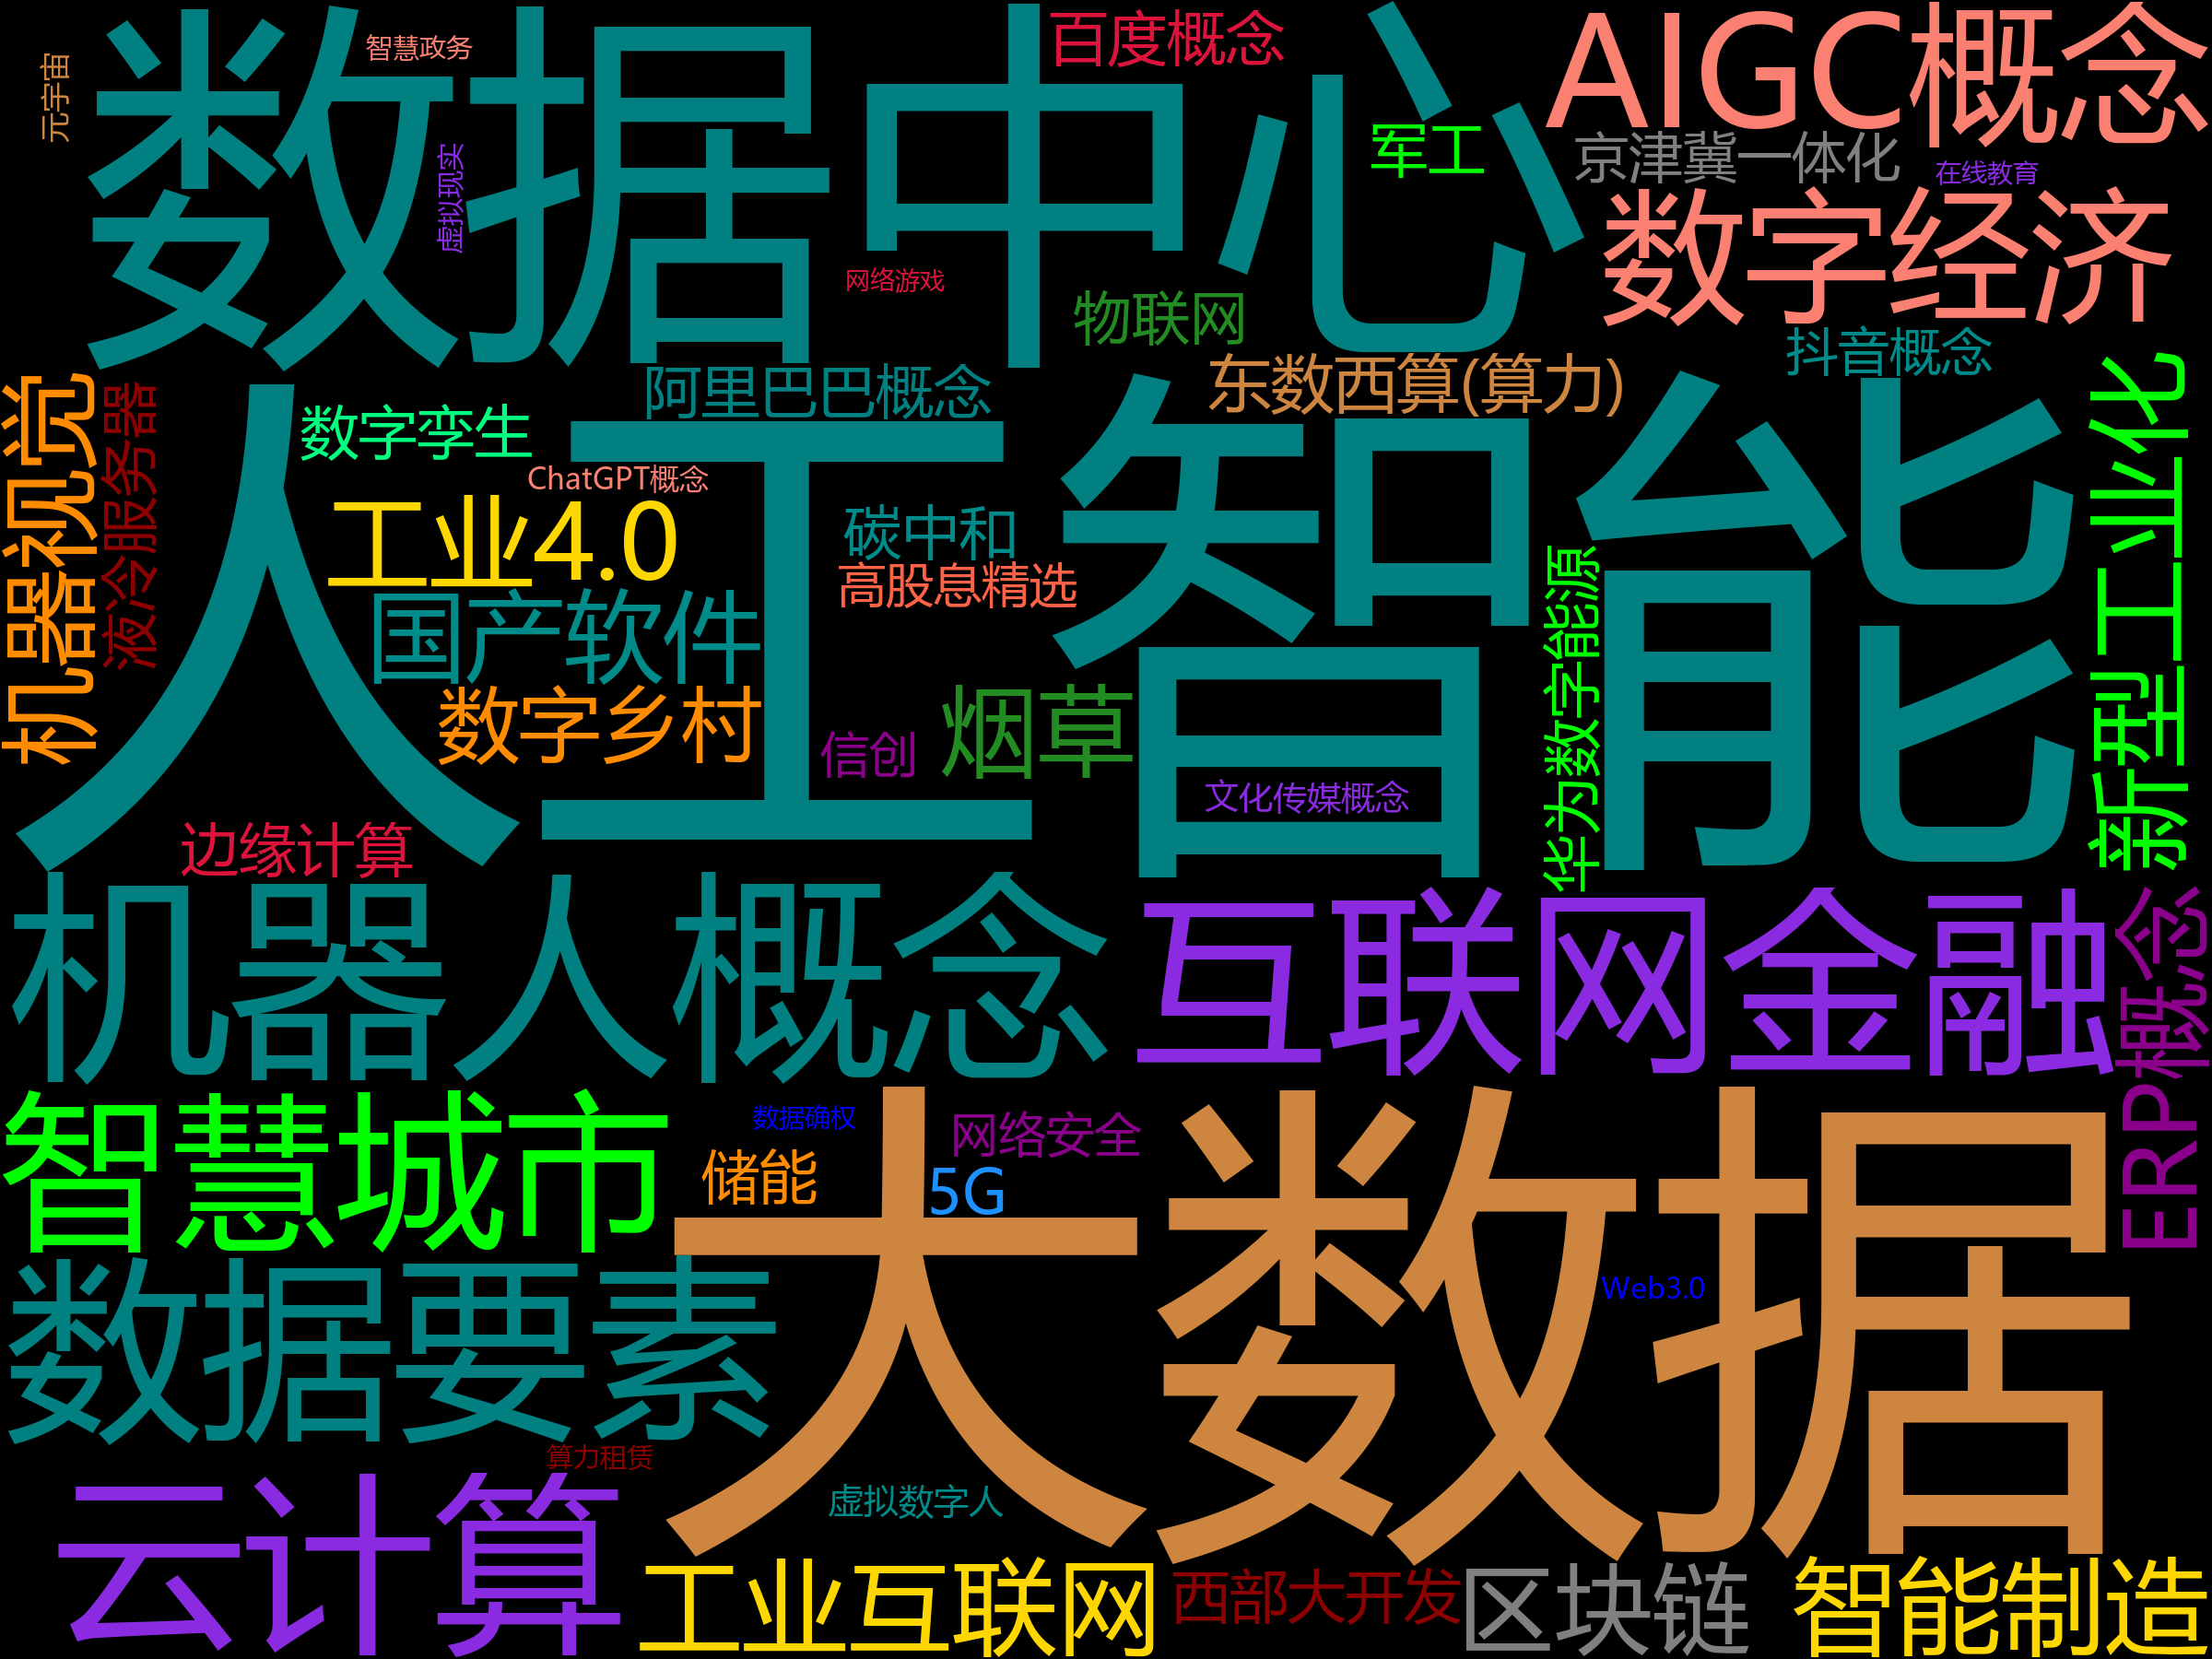 数据中心
AIGC概念
百度概念
智慧政务
元宇宙
虚拟现实
军工
京津冀一体化
在线教育
数字经济
网络游戏
物联网
抖音概念
阿里巴巴概念
东数西算(算力)
人工智能
机器视觉
液冷服务器
数字孪生
ChatGPT概念
工业4.0
碳中和
高股息精选
国产软件
数字乡村
信创
烟草
文化传媒概念
华为数字能源
新型工业化
边缘计算
机器人概念
互联网金融
ERP概念
智慧城市
数据确权
网络安全
储能
5G
大数据
Web3.0
数据要素
算力租赁
虚拟数字人
云计算
工业互联网
西部大开发
区块链
智能制造